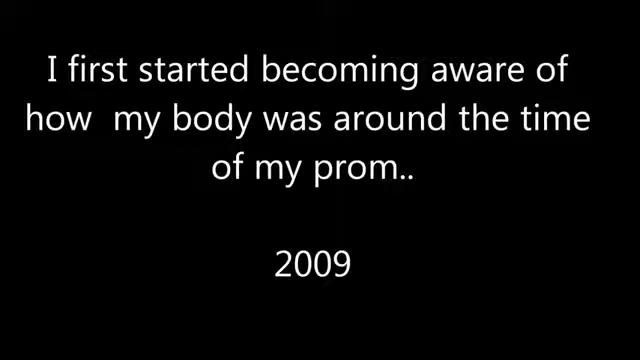 I first started becoming aware of
how  my body was around the time
of my prom..
2009